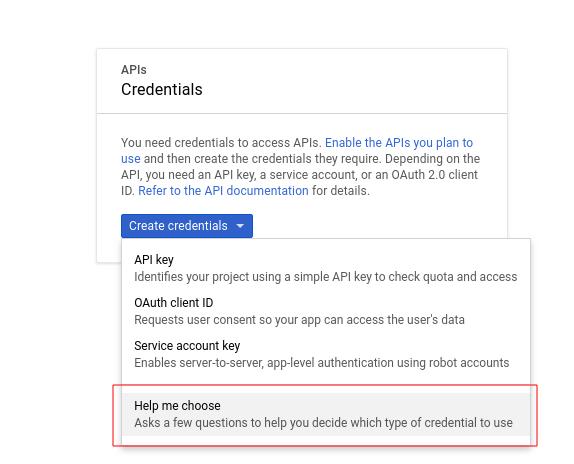 APIs
Credentials
You need credentials to access APIs. Enable the APIs you plan to
use and then create the credentials they require. Depending on the
API, you need an API key, a service account, or an OAuth 2.0 client
ID. Refer to the API documentation for details.
Create credentials
API key
Identifies your project using a simple API key to check quota and access
OAuth client ID
Requests user consent so your app can access the user's data
Service account key
Enables server-to-server, app-level authentication using robot accounts
Help me choose
Asks a few questions to help you decide which type of credential to use